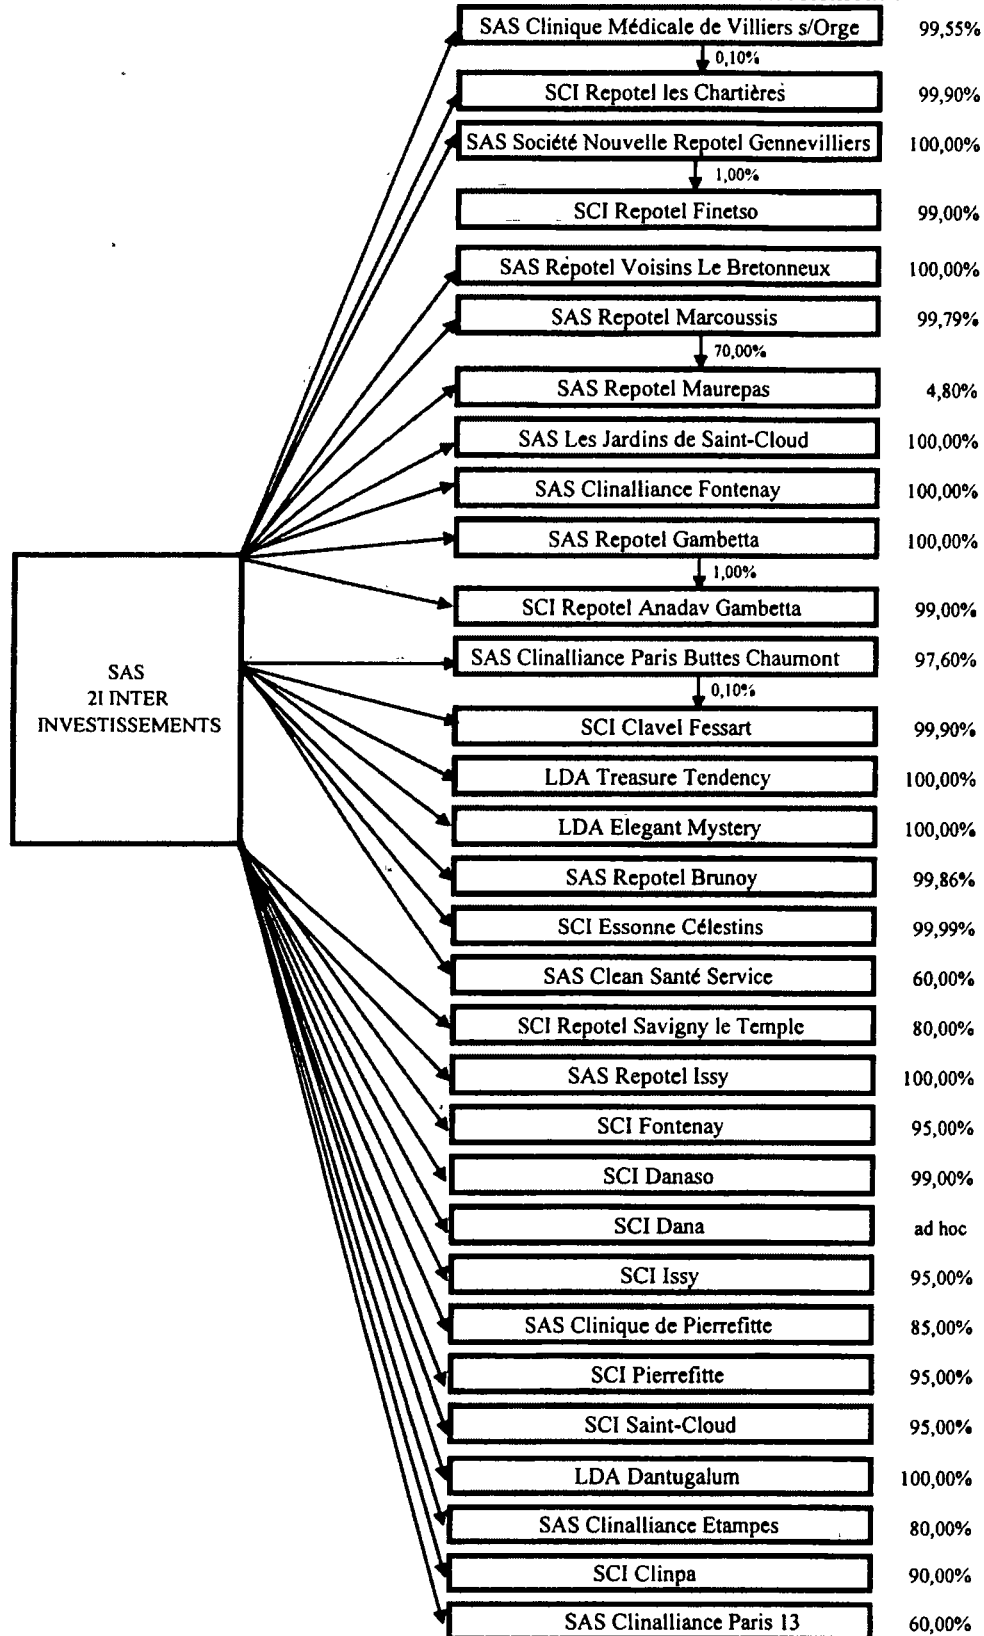 SAS Clinique Médicale de Villiers s/Orge 99,55%
0,10%
SCI Repotel les Chartières 99,90%
SAS Société Nouvelle Repotel Gennevilliers 100,00%
1,00%
SCI Repotel Finetso 99,00%
SAS Repotel Voisins Le Bretonneux 100,00%
SAS Repotel Marcoussis 99,79%
70,00%
SAS Repotel Maurepas 4,80%
SAS Les Jardins de Saint-Cloud 100,00%
SAS Clinalliance Fontenay 100,00%
SAS Repotel Gambetta 100,00%
1,00%
SCI Repotel Anadav Gambetta 99,00%
SAS Clinalliance Paris Buttes Chaumont 97,60%
0,10%
SAS
2I INTER
INVESTISSEMENTS
SCI Clavel Fessart 99,90%
LDA Treasure Tendency 100,00%
LDA Elegant Mystery 100,00%
SAS Repotel Brunoy 99,86%
SCI Essonne Célestins 99,99%
SAS Clean Santé Service 60,00%
SCI Repotel Savigny le Temple 80,00%
SAS Repotel Issy 100,00%
SCI Fontenay 95,00%
SCI Danaso 99,00%
SCI Dana ad hoc
SCI Issy 95,00%
SAS Clinique de Pierrefitte 85,00%
SCI Pierrefitte 95,00%
SCI Saint-Cloud 95,00%
LDA Dantugalum 100,00%
SAS Clinalliance Etampes 80,00%
SCI Clinpa 90,00%
SAS Clinalliance Paris 13 60,00%